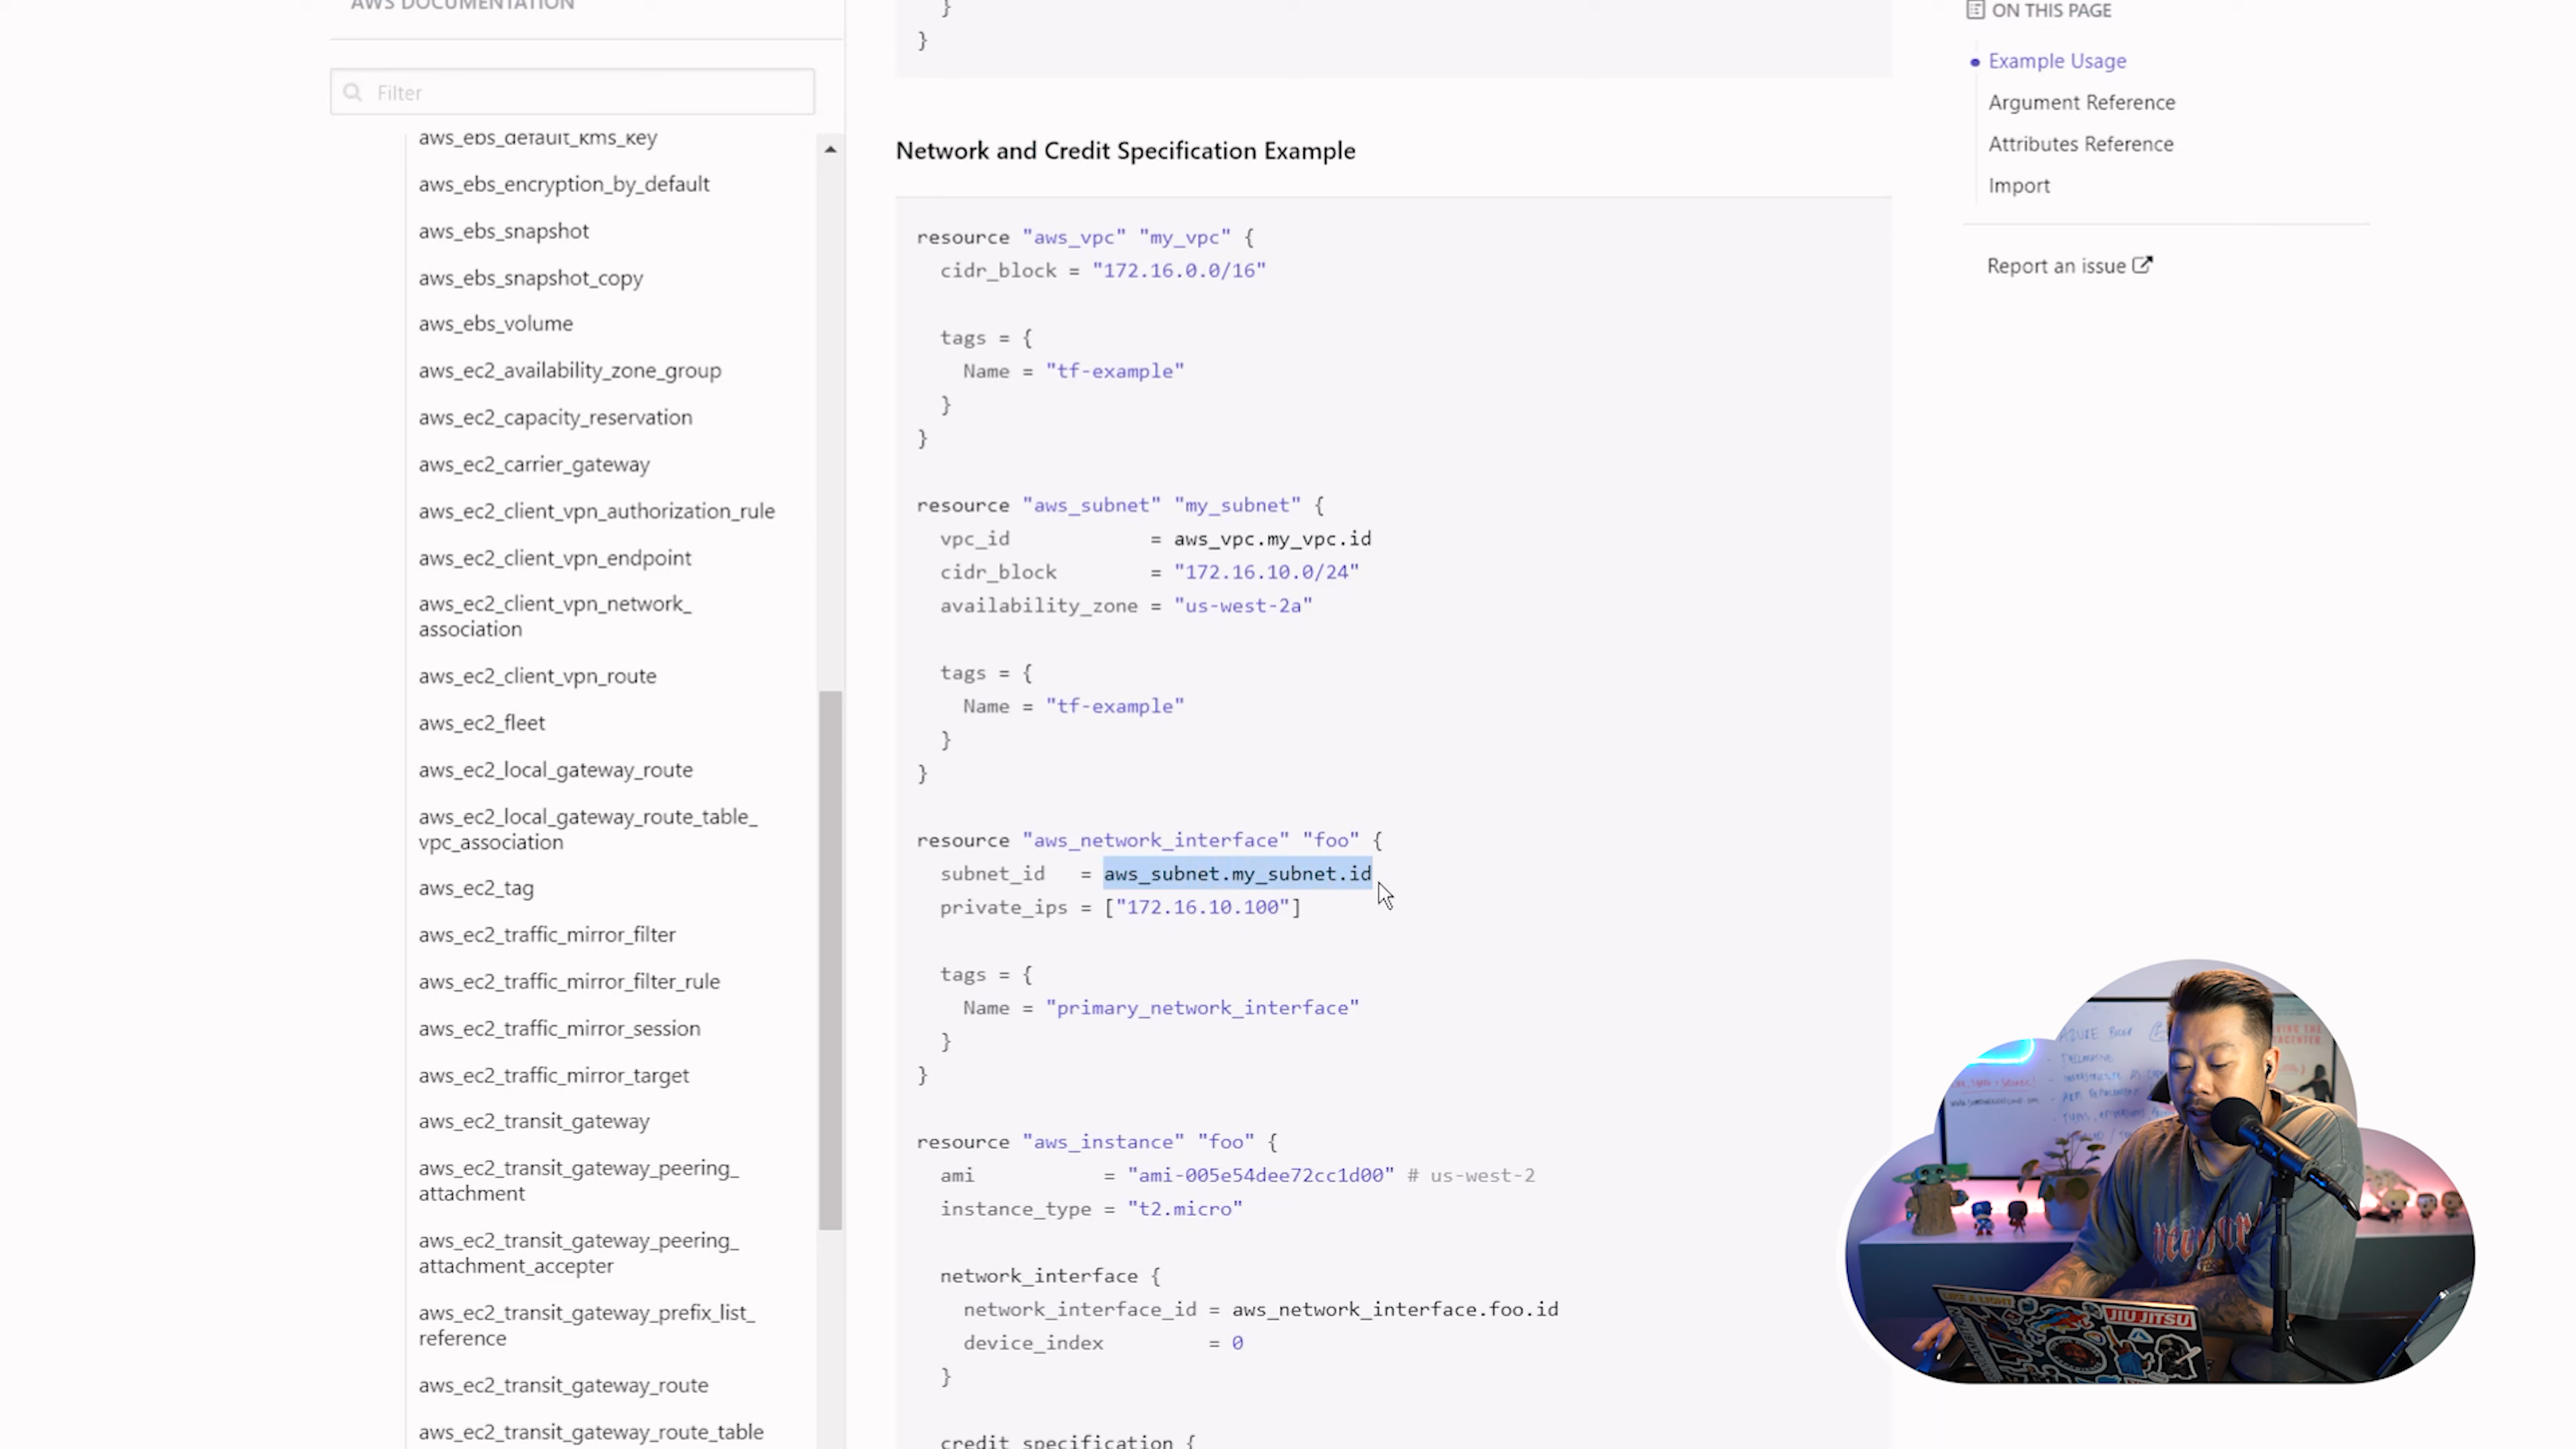 AWS DOCUMENTATION
Filter
aws_ebs_default_kms_key
aws_ebs_encryption_by_default
aws_ebs_snapshot
aws_ebs_snapshot_copy
aws_ebs_volume
aws_ec2_availability_zone_group
aws_ec2_capacity_reservation
aws_ec2_carrier_gateway
aws_ec2_client_vpn_authorization_rule
aws_ec2_client_vpn_endpoint
aws_ec2_client_vpn_network_
association
aws_ec2_client_vpn_route
aws_ec2_fleet
aws_ec2_local_gateway_route
aws_ec2_local_gateway_route_table_
vpc_association
aws_ec2_tag
aws_ec2_traffic_mirror_filter
aws_ec2_traffic_mirror_filter_rule
aws_ec2_traffic_mirror_session
aws_ec2_traffic_mirror_target
aws_ec2_transit_gateway
aws_ec2_transit_gateway_peering_
attachment
aws_ec2_transit_gateway_peering_
attachment_accepter
aws_ec2_transit_gateway_prefix_list_
reference
aws_ec2_transit_gateway_route
aws_ec2_transit_gateway_route_table
}
}
Network and Credit Specification Example
resource "aws_vpc" "my_vpc" {
cidr_block = "172.16.0.0/16"
tags = {
Name = "tf-example"
}
}
resource "aws_subnet" "my_subnet" {
vpc_id = aws_vpc.my_vpc.id
cidr_block = "172.16.10.0/24"
availability_zone = "us-west-2a"
tags = {
Name = "tf-example"
}
}
resource "aws_network_interface" "foo" {
subnet_id = aws_subnet.my_subnet.id
private_ips = ["172.16.10.100"]
tags = {
Name = "primary_network_interface"
}
}
resource "aws_instance" "foo" {
ami = "ami-005e54dee72cc1d00" # us-west-2
instance_type = "t2.micro"
network_interface {
network_interface_id = aws_network_interface.foo.id
device_index = 0
}
credit_specification {
ON THIS PAGE
Example Usage
Argument Reference
Attributes Reference
Import
Report an issue
AZURE
DECLARATIVE
LIKE A LIGHT
JIU JITSU